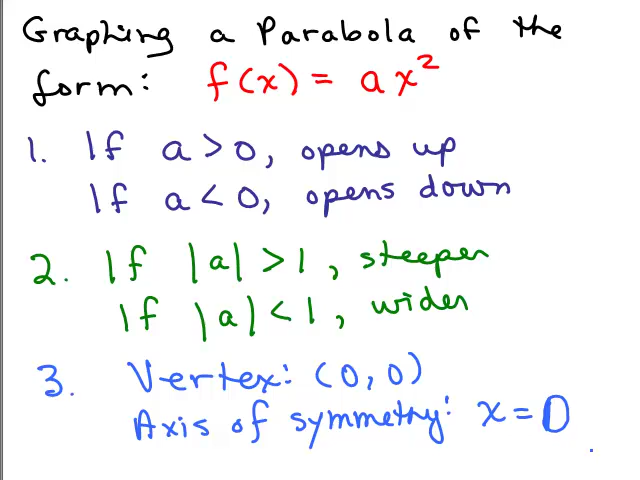 Graphing a Parabola of the
form: f(x) = ax²
1. If a > 0, opens up
If a < 0, opens down
2. If |a| > 1, steeper
If |a| < 1, wider
3. Vertex: (0,0)
Axis of symmetry: x = 0